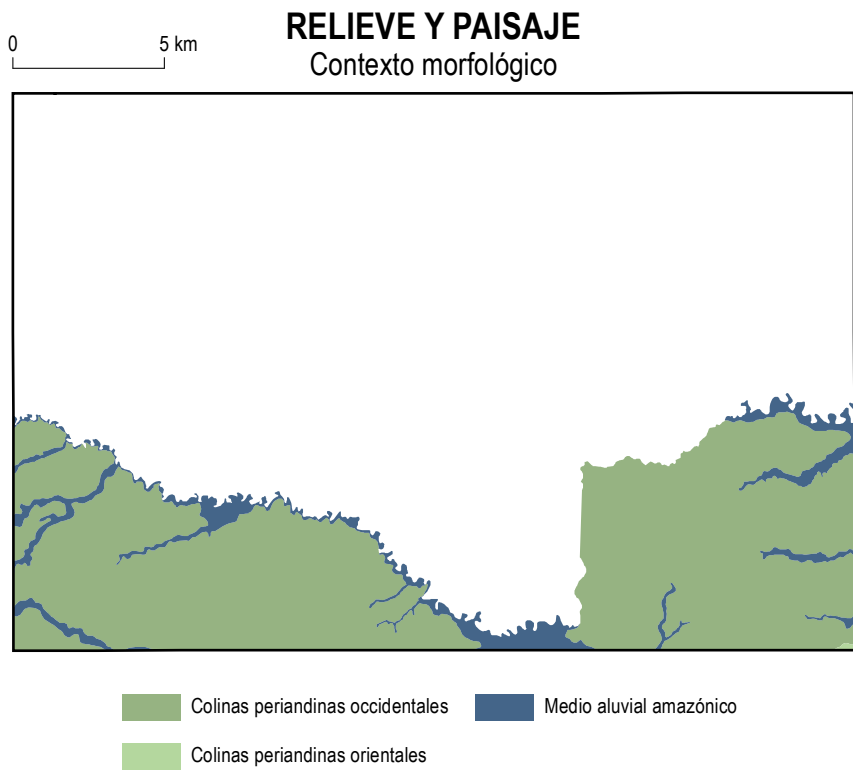 RELIEVE Y PAISAJE
Contexto morfológico
0 5 km
Colinas periandinas occidentales
Medio aluvial amazónico
Colinas periandinas orientales